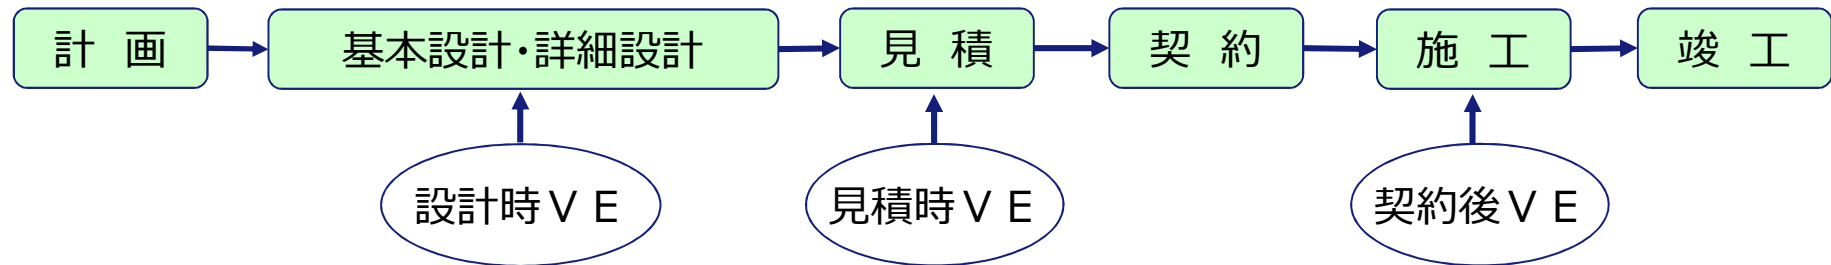 計 画
基本設計・詳細設計
見 積
契 約
施 工
竣 工
設計時ＶＥ
見積時ＶＥ
契約後ＶＥ